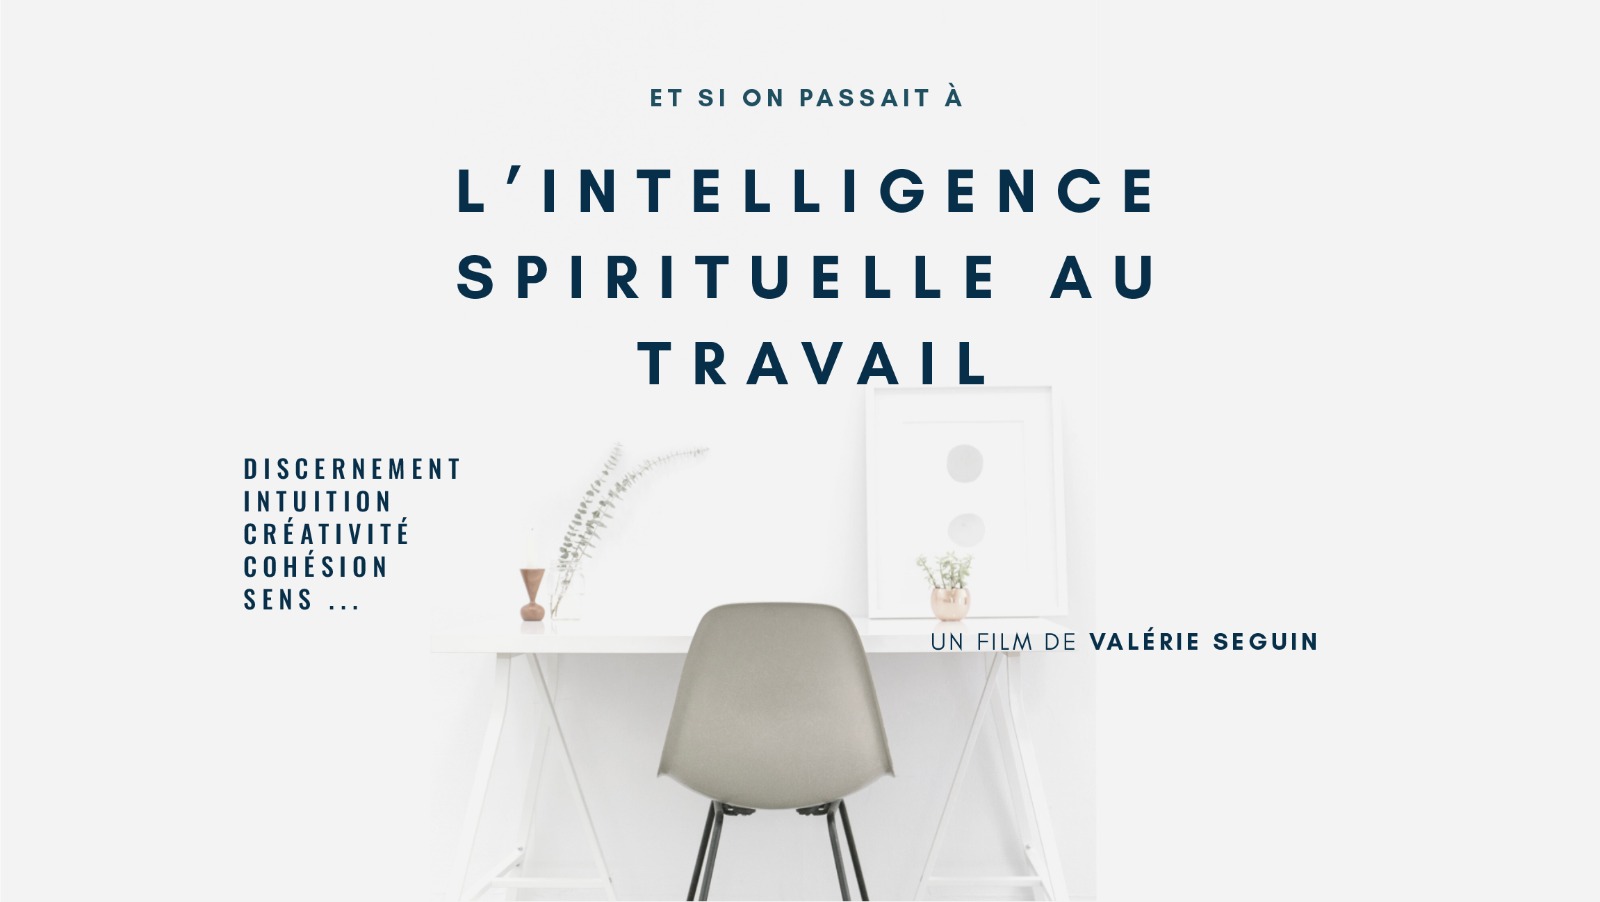 ET SI ON PASSAIT À
L’INTELLIGENCE
SPIRITUELLE AU
TRAVAIL
DISCERNEMENT
INTUITION
CRÉATIVITÉ
COHÉSION
SENS ...
UN FILM DE VALÉRIE SEGUIN